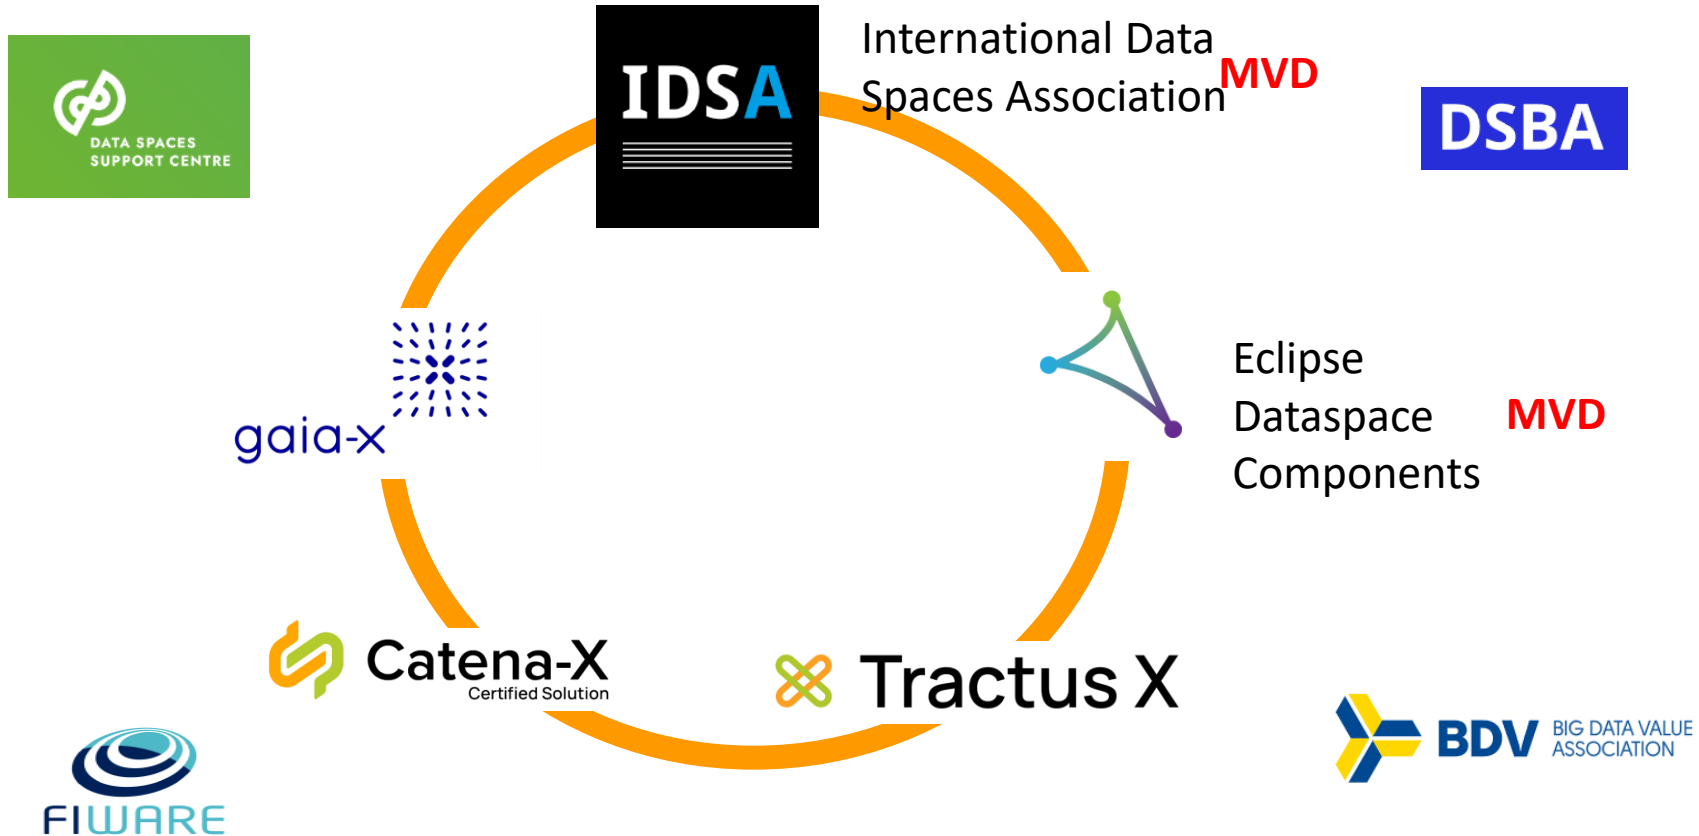 DATA SPACES
SUPPORT CENTRE
IDSA
International Data
Spaces Association
MVD
DSBA
gaia-x
Eclipse
Dataspace
Components
MVD
Catena-X
Certified Solution
Tractus X
FIWARE
BDV
BIG DATA VALUE
ASSOCIATION